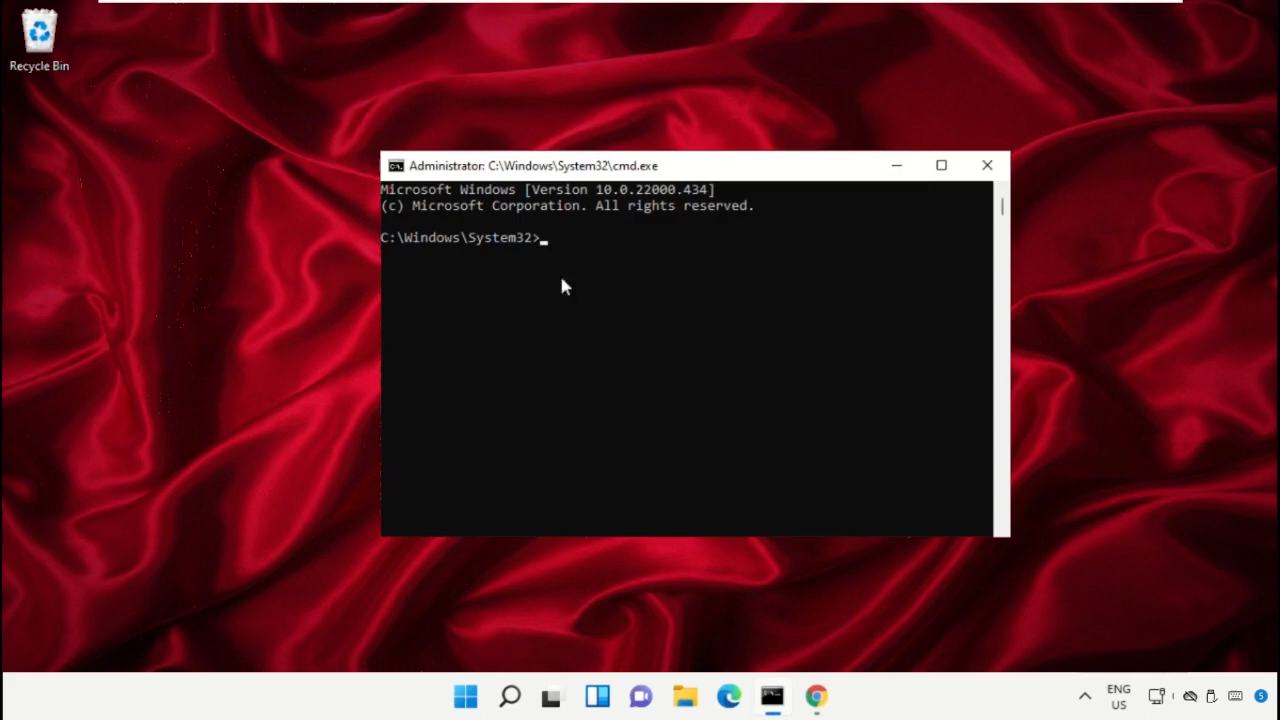 Recycle Bin
Administrator: C:\Windows\System32\cmd.exe
Microsoft Windows [Version 10.0.22000.434]
(c) Microsoft Corporation. All rights reserved.
C:\Windows\System32>
ENG
US
5